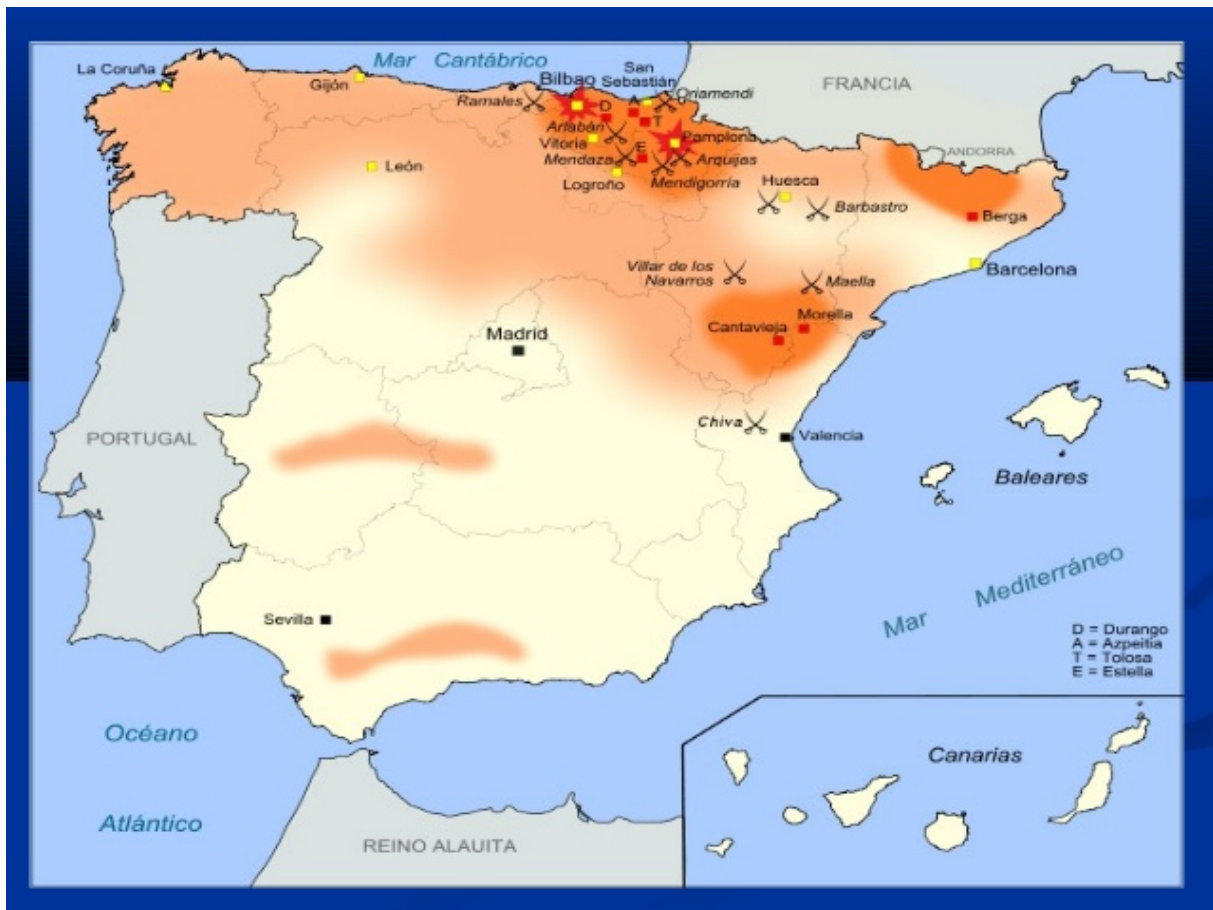 Mar Cantábrico
La Coruña
Gijón
Bilbao
San
Sebastián
FRANCIA
Ramales
D
A
Oriamendi
Arlabán
T
Vitoria
Pamplona
León
Mendaza
E
Arquijas
ANDORRA
Logroño
Mendigorría
Huesca
Barbastro
Berga
Villar de los
Navarros
Maella
Barcelona
Cantavieja
Morella
Madrid
Chiva
Valencia
PORTUGAL
Baleares
Mar Mediterráneo
Sevilla
D = Durango
A = Azpeitia
T = Tolosa
E = Estella
Océano
Atlántico
Canarias
REINO ALAUITA